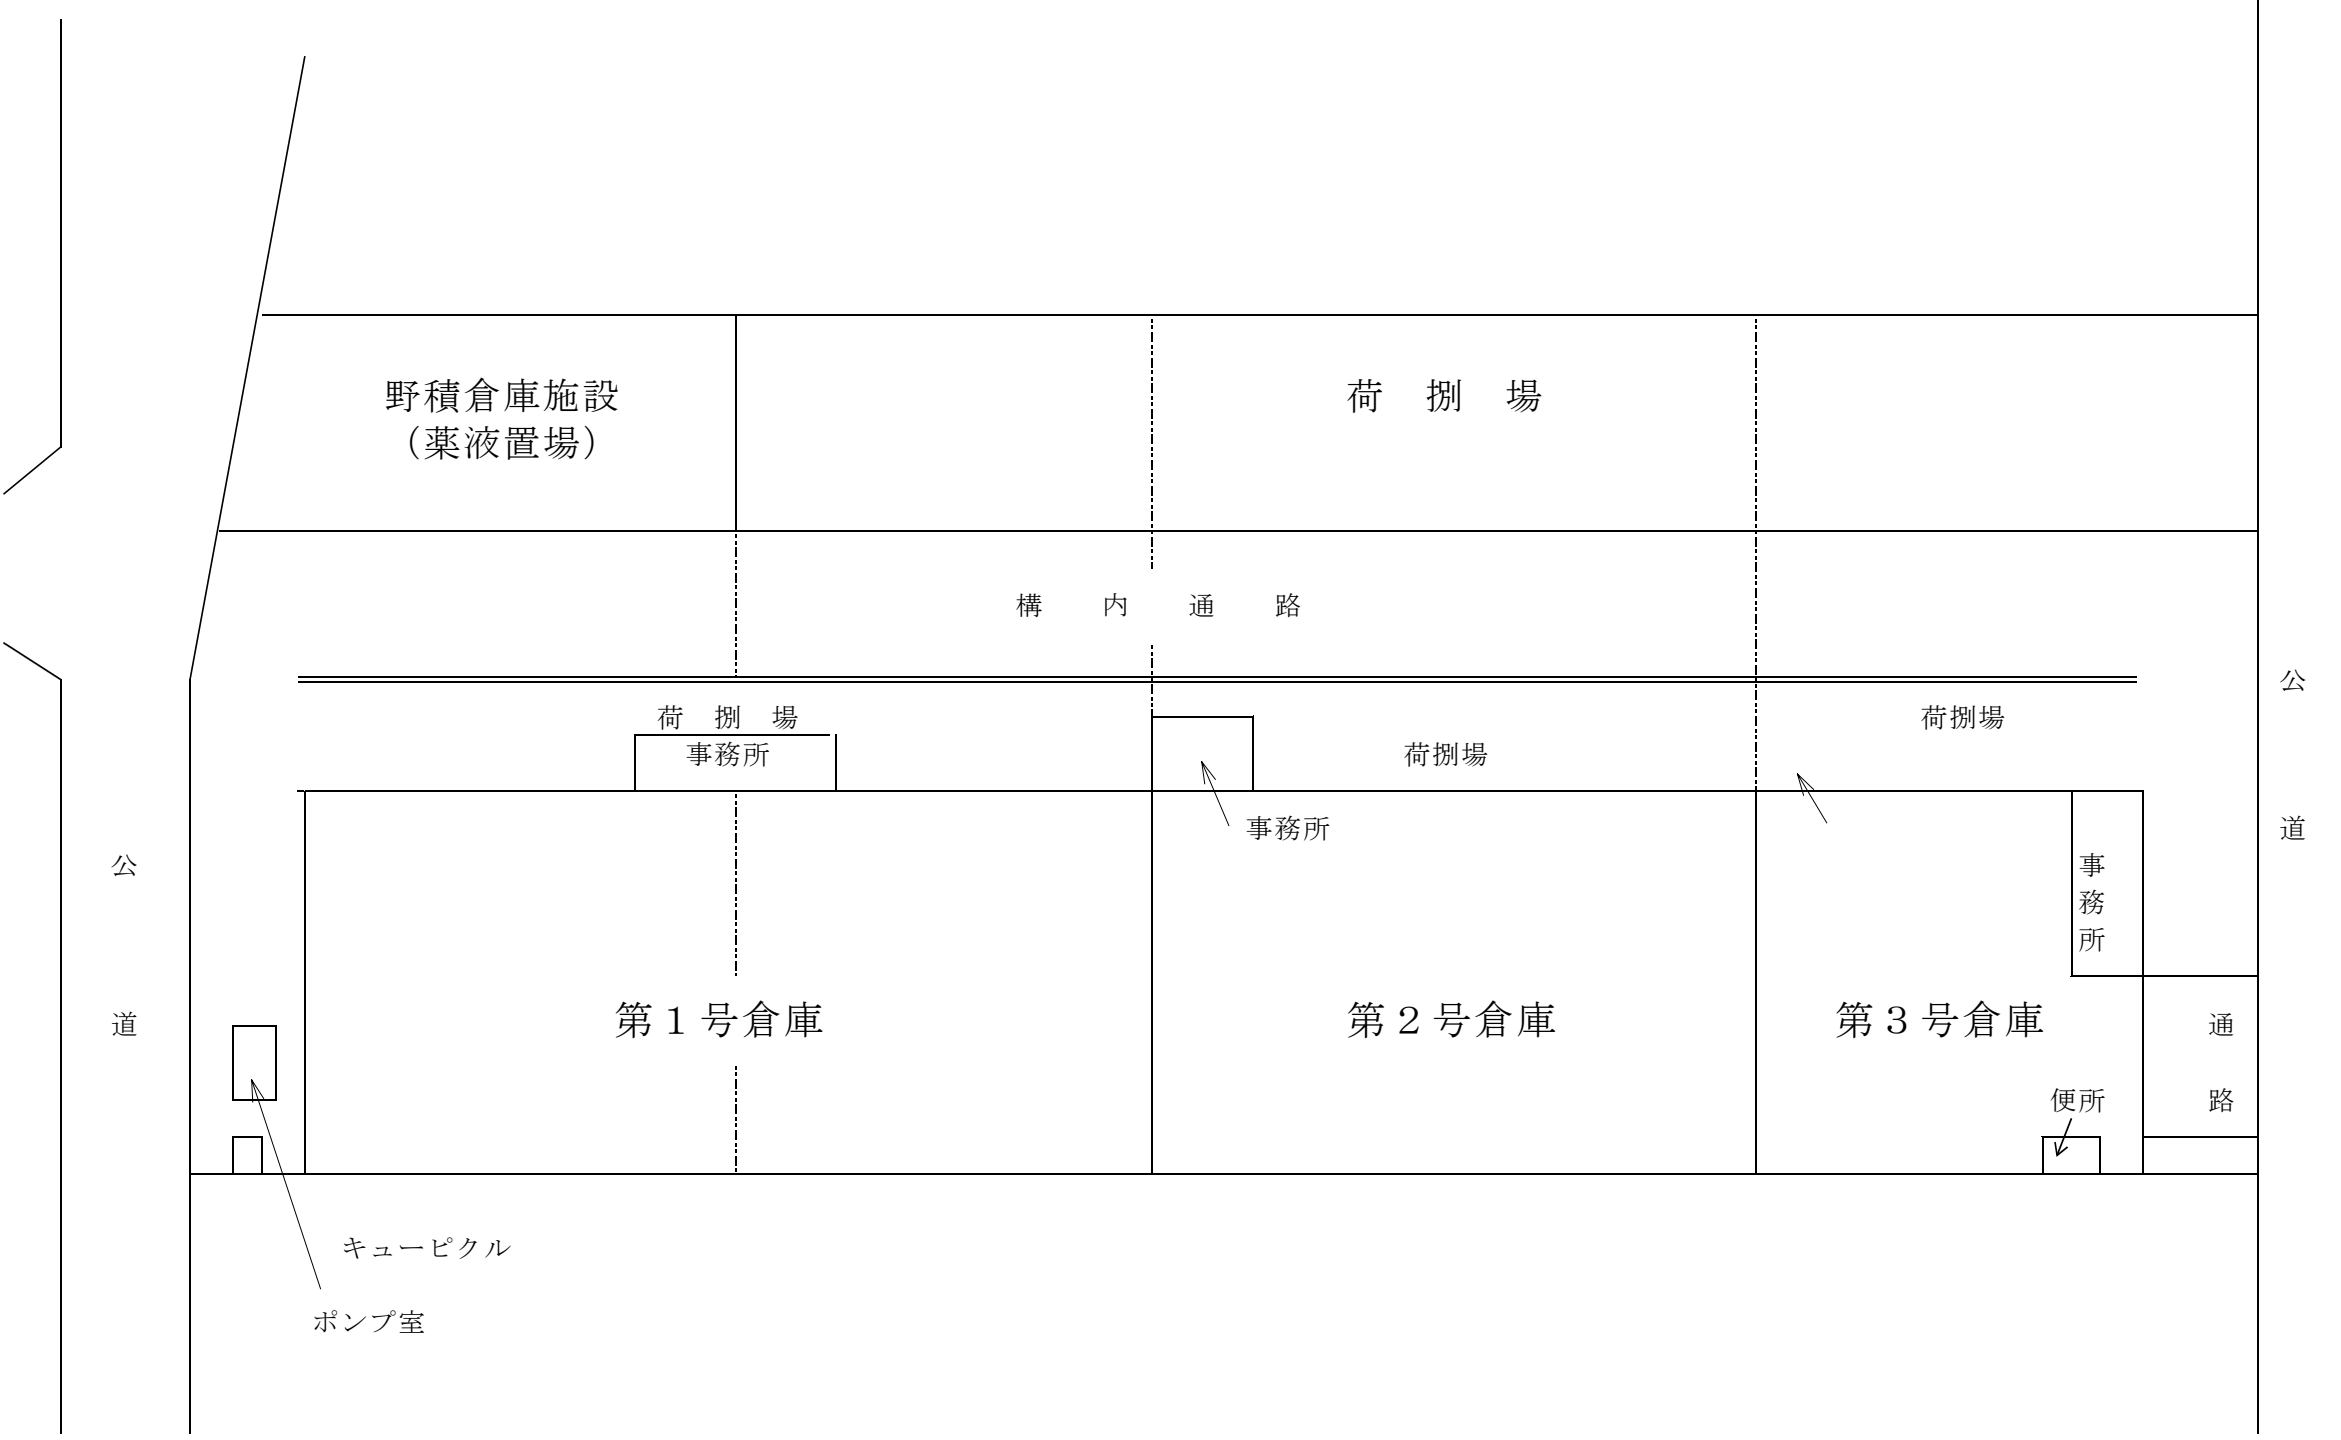 野積倉庫施設
（薬液置場）
荷　捌　場
構　内　通　路
荷　捌　場
事務所
荷捌場
荷捌場
事務所
公道
公道
事務所
第１号倉庫
第２号倉庫
第３号倉庫
通路
便所
キューピクル
ポンプ室